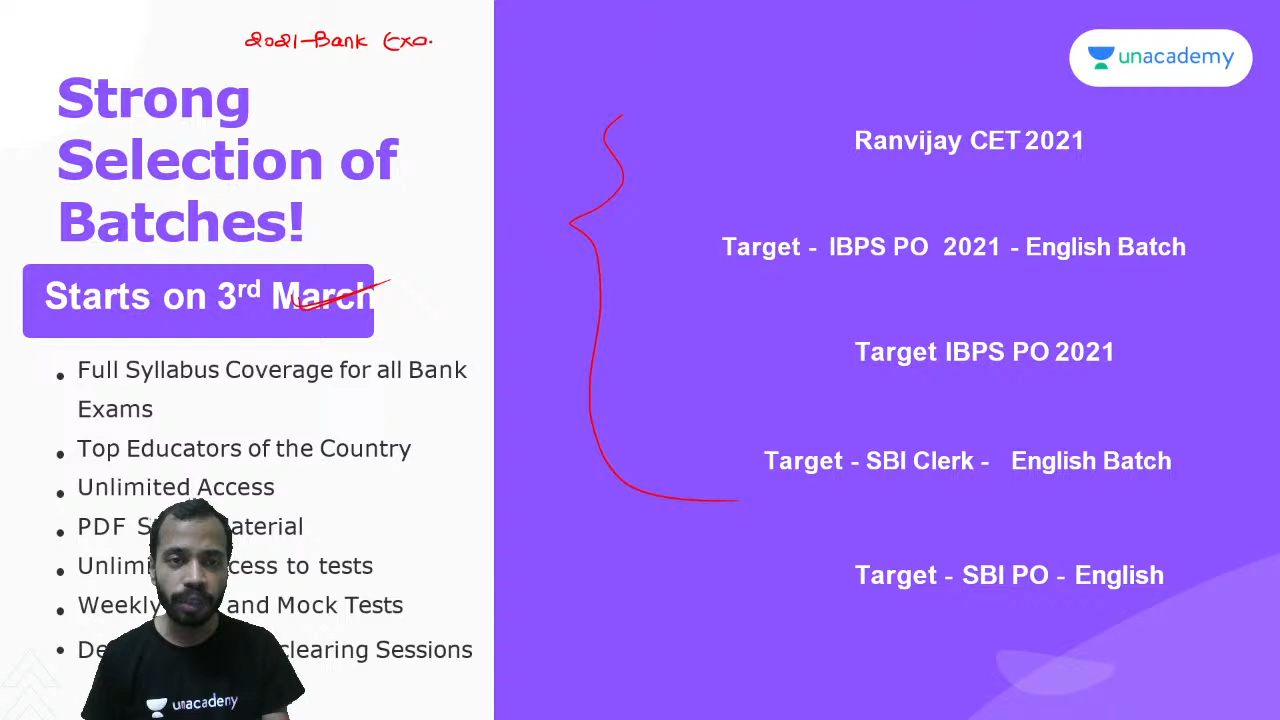 2021-Bank Exa.
Strong
Selection of
Batches!
Starts on 3rd March
Full Syllabus Coverage for all Bank
Exams
Top Educators of the Country
Unlimited Access
PDF aterial
Unlimi cess to tests
Weekly and Mock Tests
De clearing Sessions
unacademy
unacademy
Ranvijay CET 2021
Target - IBPS PO 2021 - English Batch
Target IBPS PO 2021
Target - SBI Clerk - English Batch
Target - SBI PO - English